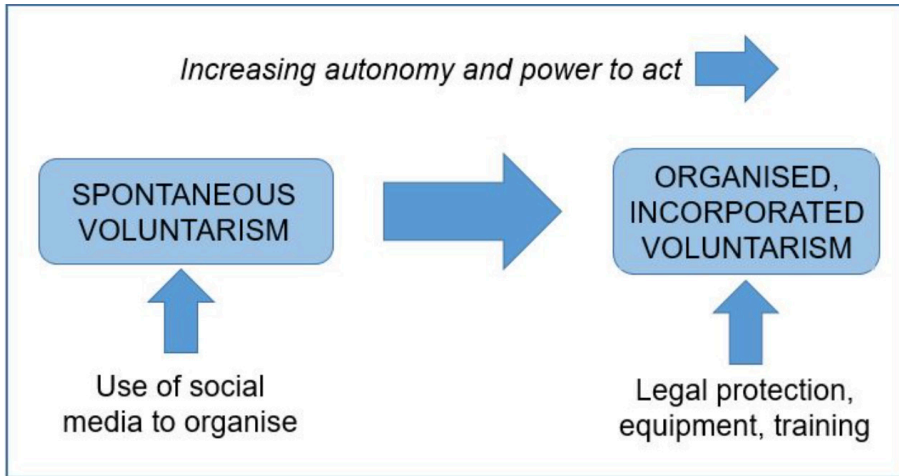 Increasing autonomy and power to act
SPONTANEOUS
VOLUNTARISM
ORGANISED,
INCORPORATED
VOLUNTARISM
Use of social
media to organise
Legal protection,
equipment, training